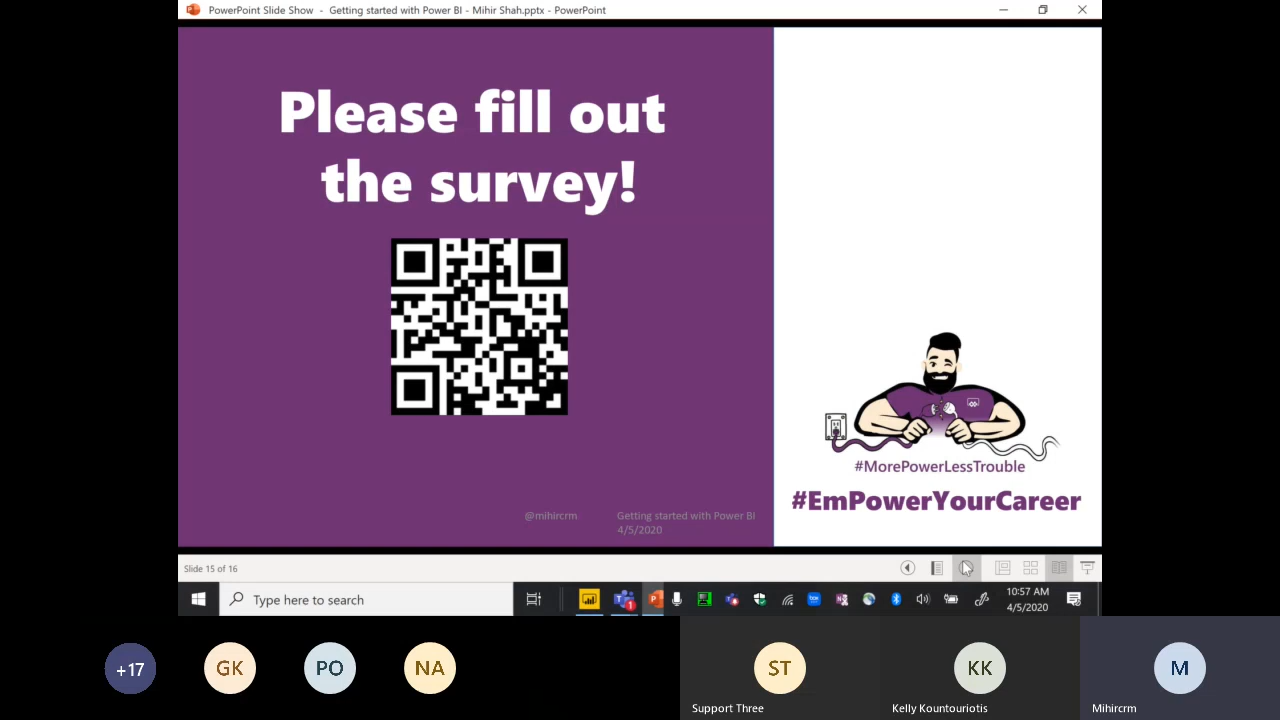 PowerPoint Slide Show - Getting started with Power BI - Mihir Shah.pptx - PowerPoint
Please fill out
the survey!
#MorePowerLessTrouble
#EmPowerYourCareer
@mihircrm
Getting started with Power BI
4/5/2020
Slide 15 of 16
Type here to search
10:57 AM
4/5/2020
+17
GK
PO
NA
ST
KK
M
Support Three
Kelly Kountouriotis
Mihircrm